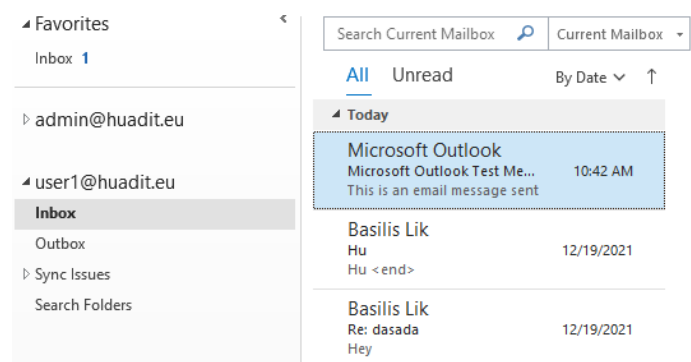 Favorites
Inbox 1
admin@huadit.eu
user1@huadit.eu
Inbox
Outbox
Sync Issues
Search Folders
Search Current Mailbox
Current Mailbox
All Unread By Date
Today
Microsoft Outlook
Microsoft Outlook Test Me... 10:42 AM
This is an email message sent
Basilis Lik
Hu 12/19/2021
Hu <end>
Basilis Lik
Re: dasada 12/19/2021
Hey